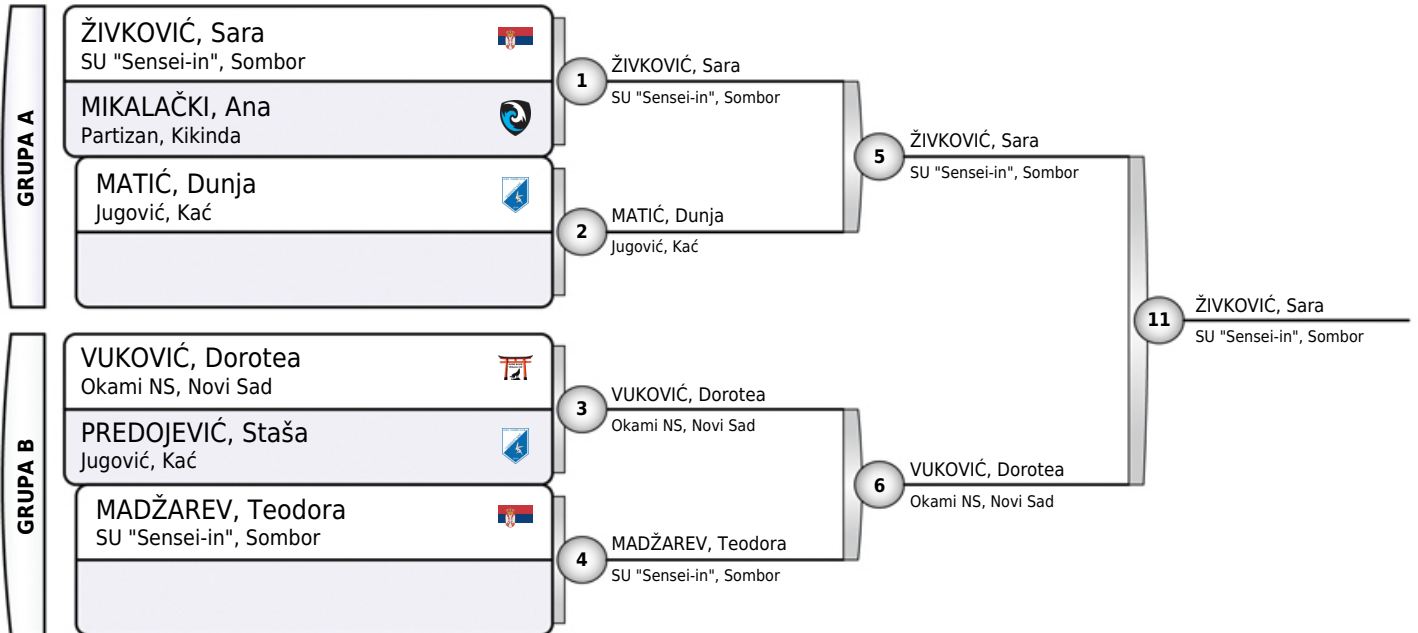 GRUPA A
ŽIVKOVIĆ, Sara
SU "Sensei-in", Sombor
MIKALAČKI, Ana
Partizan, Kikinda
MATIĆ, Dunja
Jugović, Kać
1
ŽIVKOVIĆ, Sara
SU "Sensei-in", Sombor
2
MATIĆ, Dunja
Jugović, Kać
5
ŽIVKOVIĆ, Sara
SU "Sensei-in", Sombor
GRUPA B
VUKOVIĆ, Dorotea
Okami NS, Novi Sad
PREDOJEVIĆ, Staša
Jugović, Kać
MADŽAREV, Teodora
SU "Sensei-in", Sombor
3
VUKOVIĆ, Dorotea
Okami NS, Novi Sad
4
MADŽAREV, Teodora
SU "Sensei-in", Sombor
6
VUKOVIĆ, Dorotea
Okami NS, Novi Sad
11
ŽIVKOVIĆ, Sara
SU "Sensei-in", Sombor